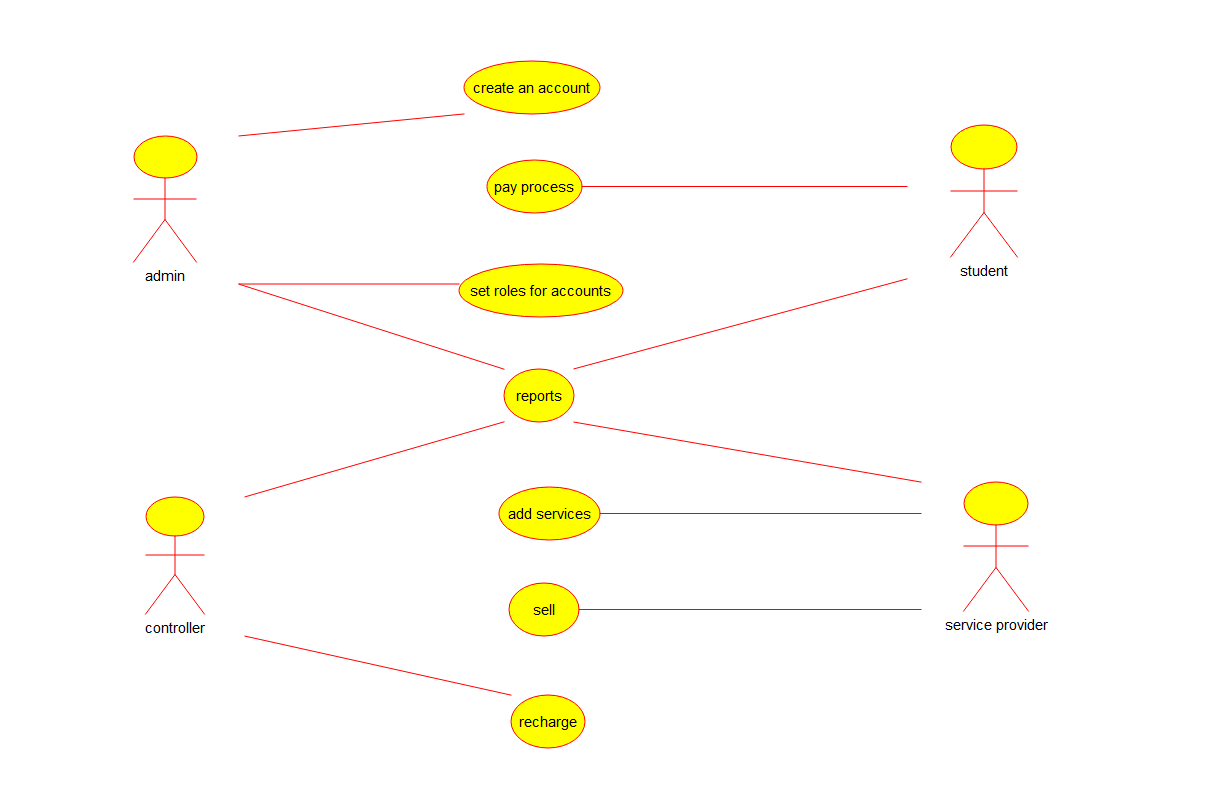 create an account
pay process
admin
student
set roles for accounts
reports
add services
sell
controller
service provider
recharge